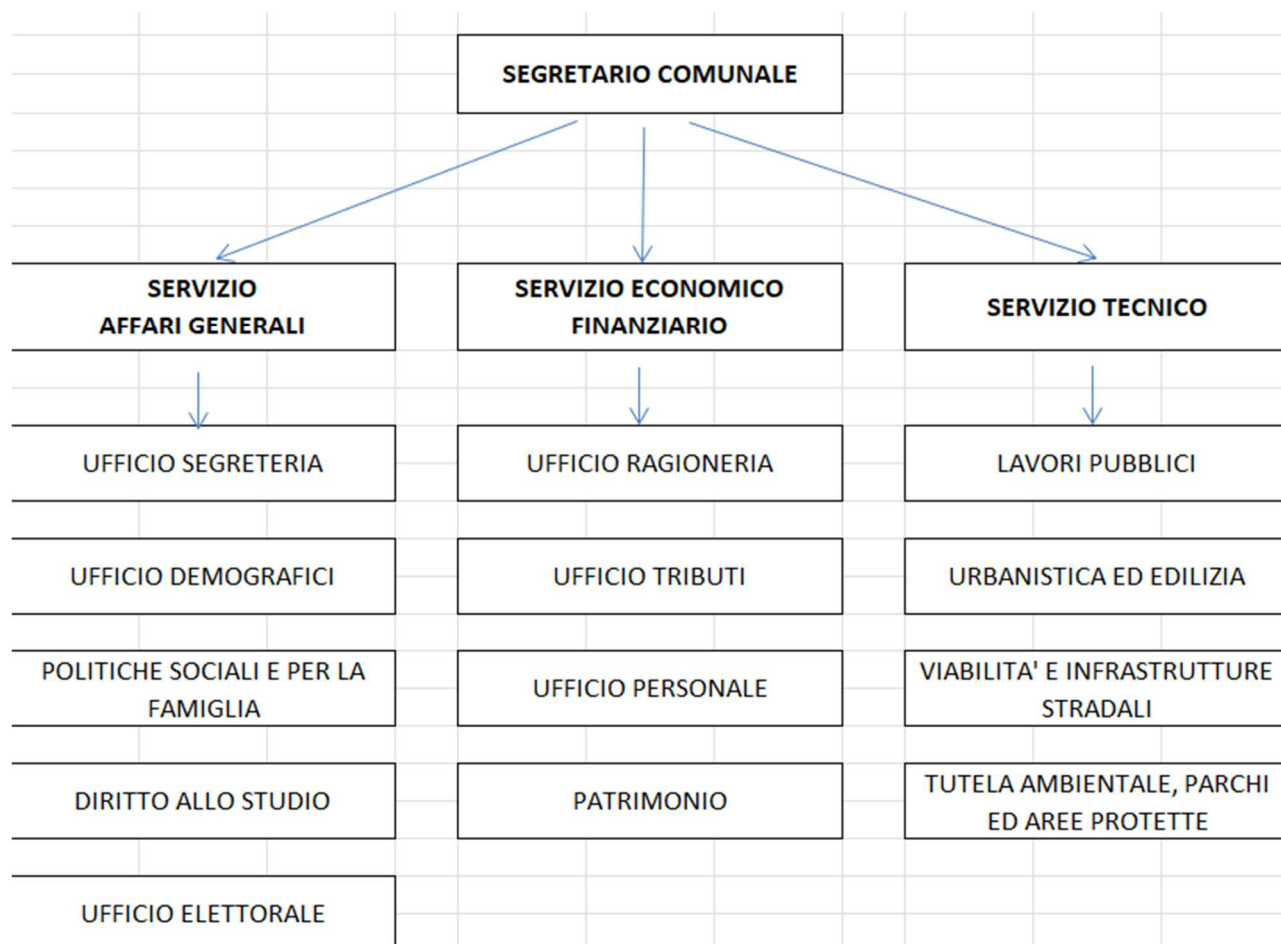 SEGRETARIO COMUNALE
SERVIZIO
AFFARI GENERALI
SERVIZIO ECONOMICO
FINANZIARIO
SERVIZIO TECNICO
UFFICIO SEGRETERIA
UFFICIO RAGIONERIA
LAVORI PUBBLICI
UFFICIO DEMOGRAFICI
UFFICIO TRIBUTI
URBANISTICA ED EDILIZIA
POLITICHE SOCIALI E PER LA
FAMIGLIA
UFFICIO PERSONALE
VIABILITA' E INFRASTRUTTURE
STRADALI
DIRITTO ALLO STUDIO
PATRIMONIO
TUTELA AMBIENTALE, PARCHI
ED AREE PROTETTE
UFFICIO ELETTORALE